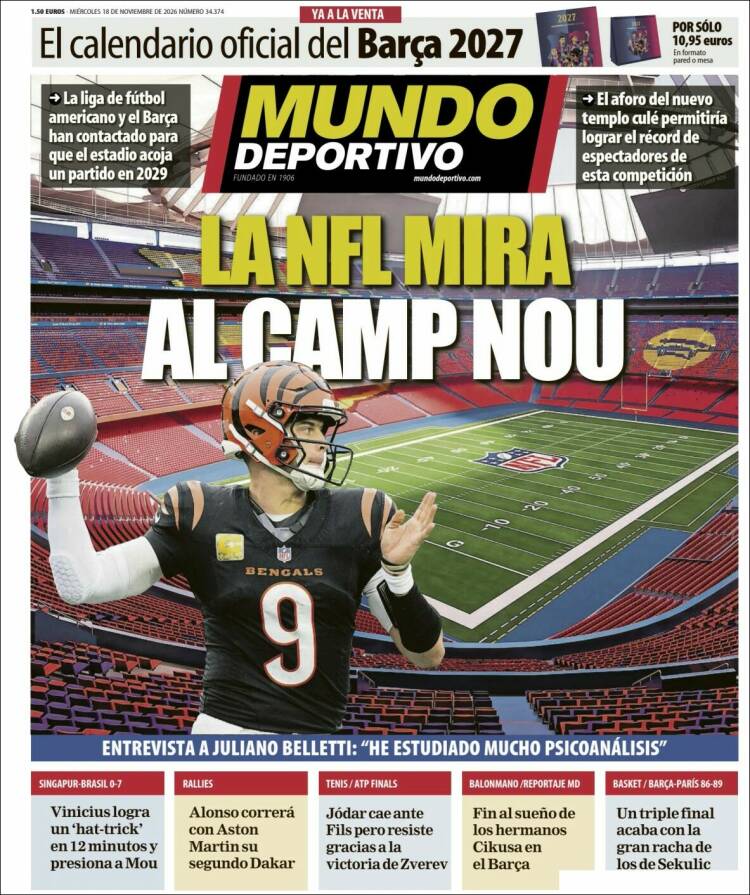 1.50 EUROS - MIÉRCOLES 18 DE NOVIEMBRE DE 2026 NÚMERO 34.374
YA A LA VENTA
El calendario oficial del Barça 2027
2027
POR SÓLO
10,95 euros
En formato
pared o mesa
→ La liga de fútbol
americano y el Barça
han contactado para
que el estadio acoja
un partido en 2029
MUNDO
DEPORTIVO
FUNDADO EN 1906
mundodeportivo.com
→ El aforo del nuevo
templo culé permitiría
lograr el récord de
espectadores de
esta competición
LA NFL MIRA
AL CAMP NOU
NFL
NFL
BENGALS
9
ENTREVISTA A JULIANO BELLETTI: “HE ESTUDIADO MUCHO PSICOANÁLISIS”
SINGAPUR-BRASIL 0-7
Vinicius logra
un ‘hat-trick’
en 12 minutos y
presiona a Mou
RALLIES
Alonso correrá
con Aston
Martin su
segundo Dakar
TENIS / ATP FINALS
Jódar cae ante
Fils pero resiste
gracias a la
victoria de Zverev
BALONMANO /REPORTAJE MD
Fin al sueño de
los hermanos
Cikusa en
el Barça
BASKET / BARÇA-PARÍS 86-89
Un triple final
acaba con la
gran racha de
los de Sekulic